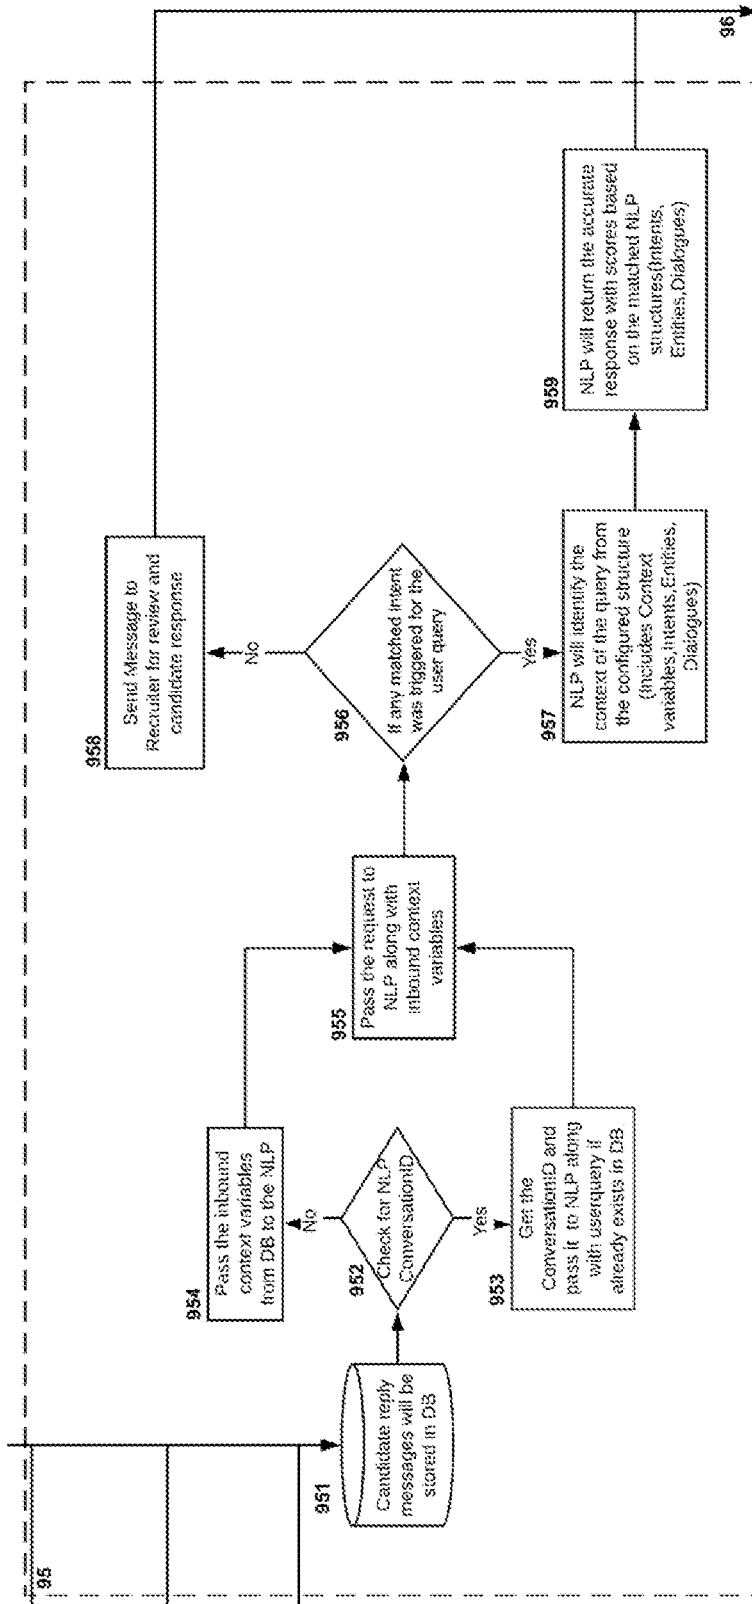 95
951
Candidate reply
messages will be
stored in DB
952
Check for NLP
ConversationID
No
Yes
954
Pass the inbound
context variables
from DB to the NLP
953
Get the
ConversationID and
pass it to NLP along
with userquery if
already exists in DB
955
Pass the request to
NLP along with
inbound context
variables
956
If any matched intent
was triggered for the
user query
No
Yes
958
Send Message to
Recruiter for review and
candidate response
957
NLP will identify the
context of the query from
the configured structure
(Includes Context
variables,Intents,Entities,
Dialogues)
959
NLP will return the accurate
response with scores based
on the matched NLP
structures(Intents,
Entities,Dialogues)
96